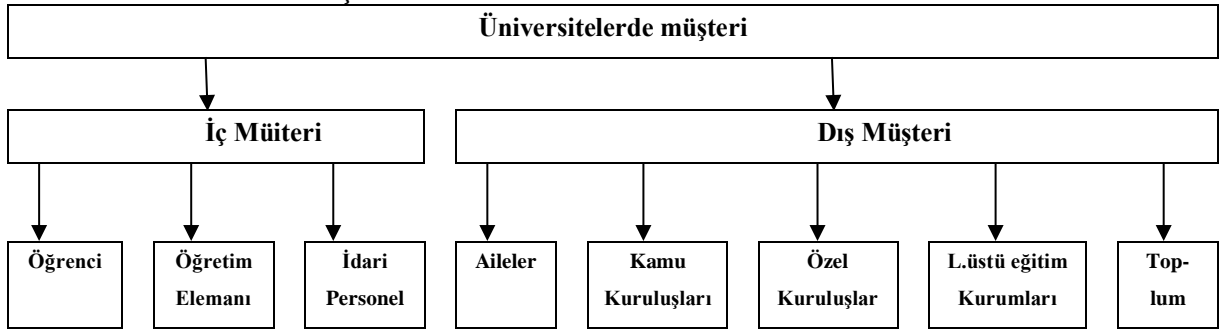 Üniversitelerde müşteri
İç Müiteri
Dış Müşteri
Öğrenci
Öğretim
Elemanı
İdari
Personel
Aileler
Kamu
Kuruluşları
Özel
Kuruluşlar
L.üstü eğitim
Kurumları
Top-
lum